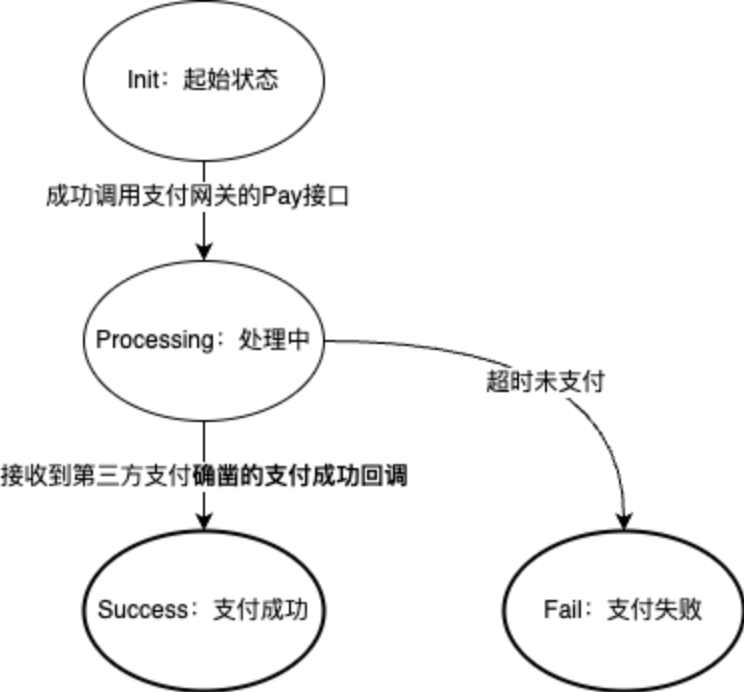 Init：起始状态
成功调用支付网关的Pay接口
Processing：处理中
超时未支付
接收到第三方支付确凿的支付成功回调
Success：支付成功
Fail：支付失败